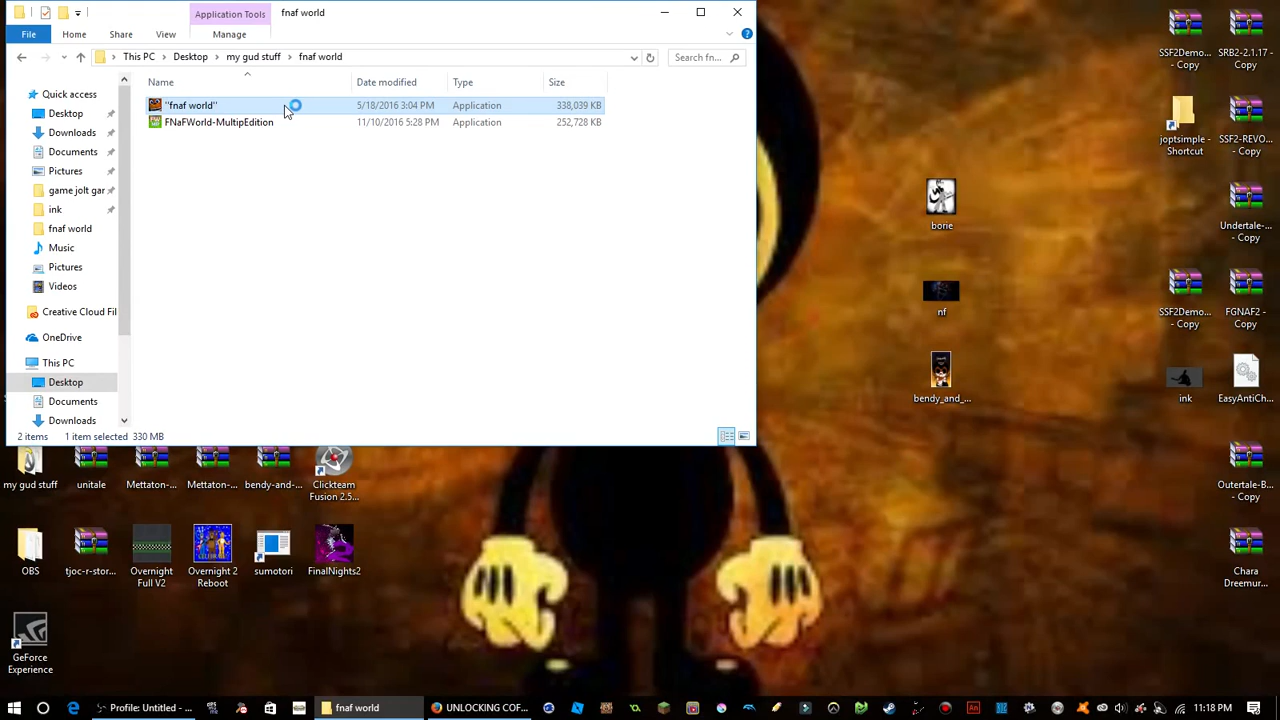 Application Tools
fnaf world
File
Home
Share
View
Manage
This PC
Desktop
my gud stuff
fnaf world
Search fn...
Name
Date modified
Type
Size
Quick access
Desktop
Downloads
Documents
Pictures
game jolt gar
ink
fnaf world
Music
Pictures
Videos
Creative Cloud Fil
OneDrive
This PC
Desktop
Documents
Downloads
''fnaf world''
5/18/2016 3:04 PM
Application
338,039 KB
FNaFWorld-MultipEdition
11/10/2016 5:28 PM
Application
252,728 KB
2 items
1 item selected 330 MB
SSF2Demo... - Copy
SRB2-2.1.17 - Copy
joptsimple - Shortcut
SSF2-REVO... - Copy
borie
Undertale-... - Copy
nf
SSF2Demo... - Copy
FGNAF2 - Copy
bendy_and_...
ink
EasyAntiCh...
my gud stuff
unitale
Mettaton-...
Mettaton-...
bendy-and-...
Clickteam Fusion 2.5...
Outertale-B... - Copy
OBS
tjoc-r-stor...
Overnight Full V2
Overnight 2 Reboot
sumotori
FinalNights2
Chara Dreemur...
GeForce Experience
Profile: Untitled - ...
fnaf world
UNLOCKING COF...
11:18 PM